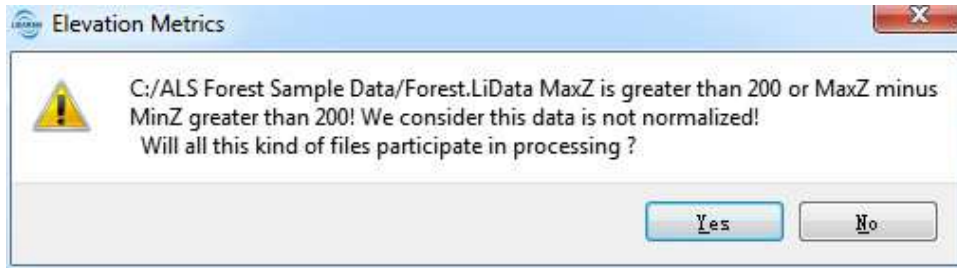 Elevation Metrics
C:/ALS Forest Sample Data/Forest.LiData MaxZ is greater than 200 or MaxZ minus
MinZ greater than 200! We consider this data is not normalized!
Will all this kind of files participate in processing ?
Yes
No